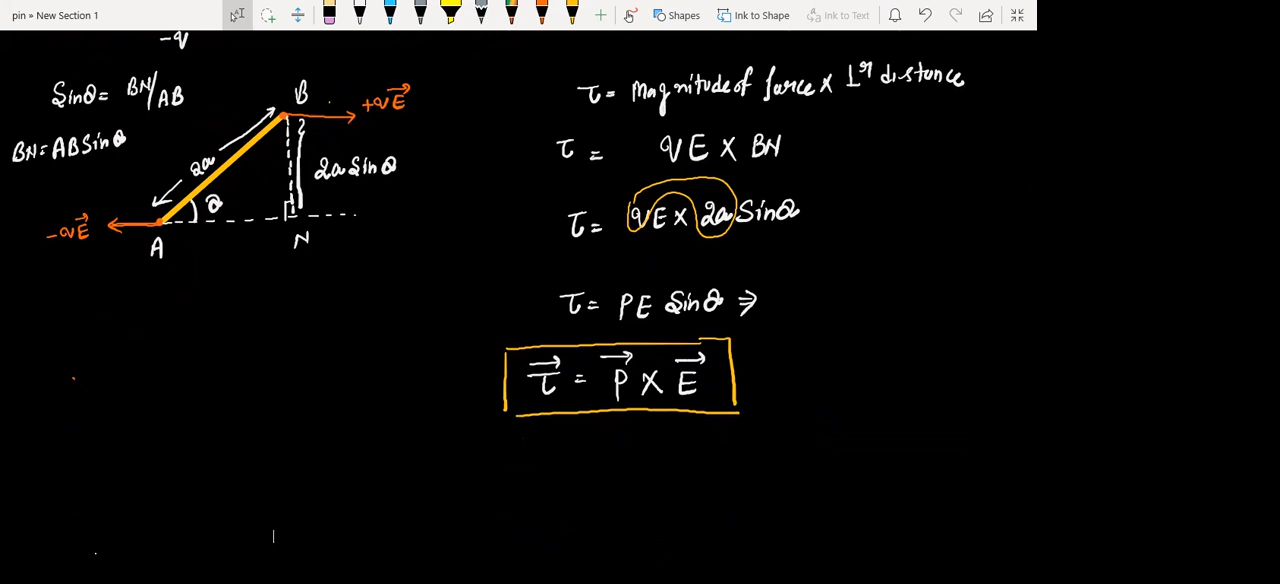 pin » New Section 1
Shapes
Ink to Shape
Ink to Text
-q
Sinθ = BN/AB
BN = AB Sinθ
B
+qE⃗
2a
2a Sinθ
θ
-qE⃗
A
N
τ = Magnitude of force × ⊥r distance
τ = qE × BN
τ = qE × 2a Sinθ
τ = PE Sinθ ⇒
τ⃗ = P⃗ × E⃗